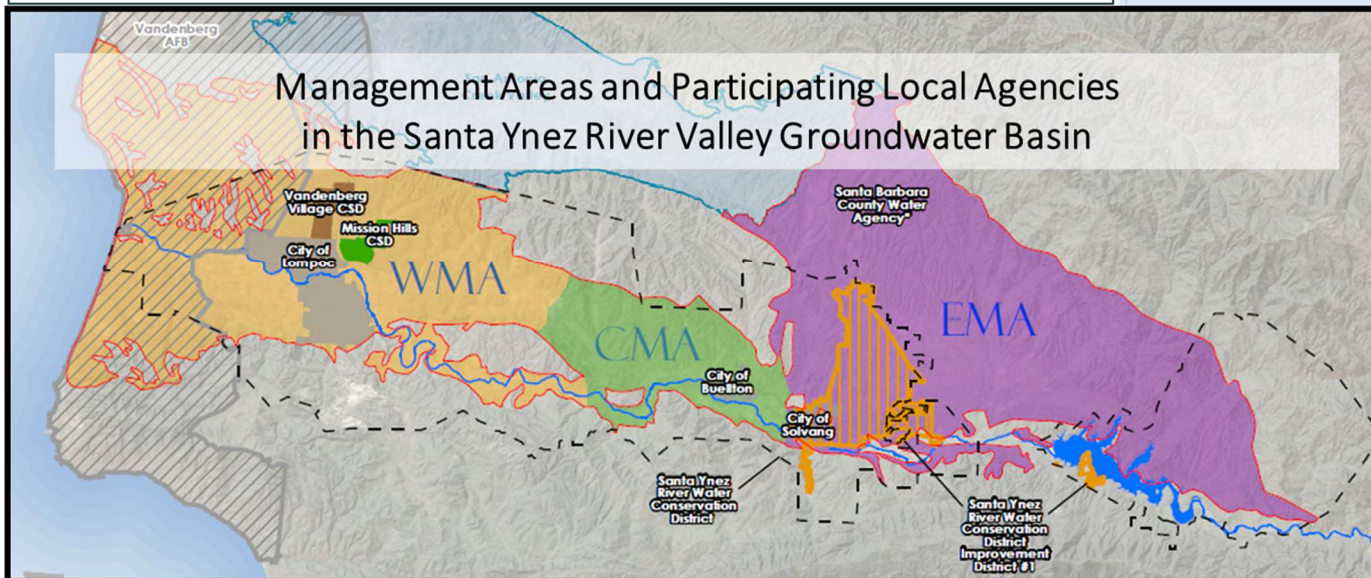 Vandenberg
AFB
Management Areas and Participating Local Agencies
in the Santa Ynez River Valley Groundwater Basin
Vandenberg
Village CSD
Mission Hills
CSD
City of
Lompoc
WMA
CMA
City of
Buellton
Santa Barbara
County Water
Agency*
EMA
City of
Solvang
Santa Ynez
River Water
Conservation
District
Santa Ynez
River Water
Conservation
District
Improvement
District #1